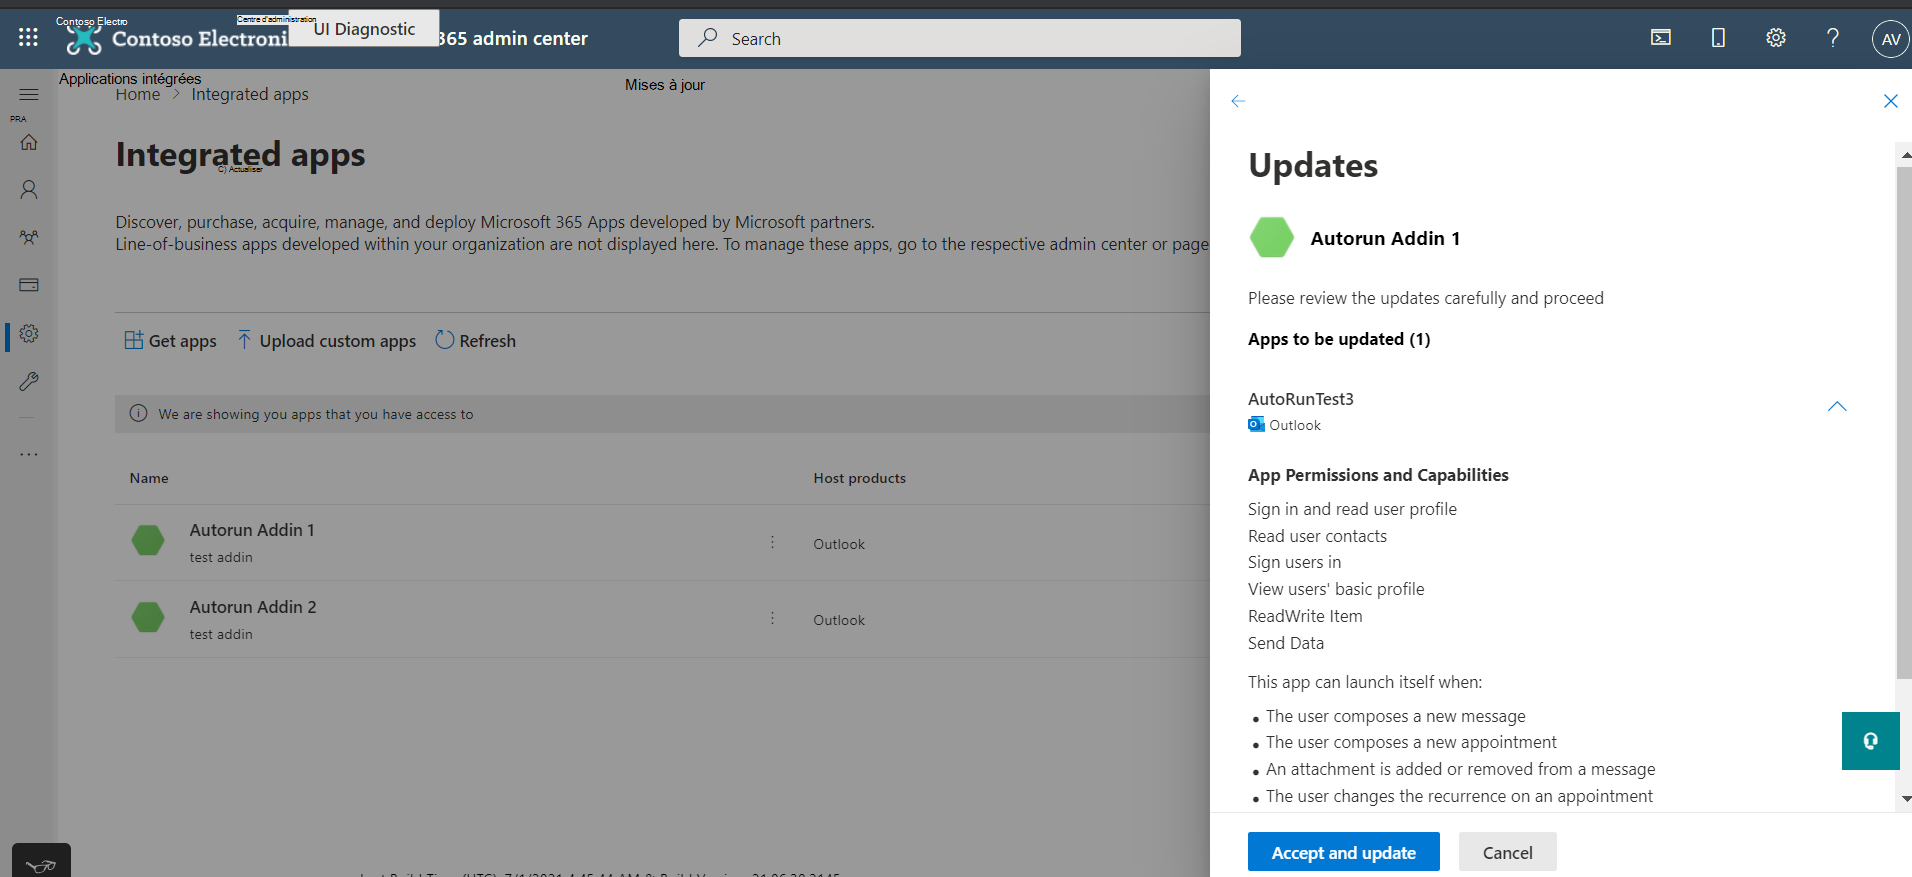 Contoso Electro
Centre d'administration
UI Diagnostic
Contoso Electroni
365 admin center
Search
AV
Applications intégrées
Mises à jour
Home > Integrated apps
PRA
Integrated apps
C) Actualiser
Discover, purchase, acquire, manage, and deploy Microsoft 365 Apps developed by Microsoft partners.
Line-of-business apps developed within your organization are not displayed here. To manage these apps, go to the respective admin center or page
Get apps
Upload custom apps
Refresh
We are showing you apps that you have access to
Name
Host products
Autorun Addin 1
test addin
Outlook
Autorun Addin 2
test addin
Outlook
Updates
Autorun Addin 1
Please review the updates carefully and proceed
Apps to be updated (1)
AutoRunTest3
Outlook
App Permissions and Capabilities
Sign in and read user profile
Read user contacts
Sign users in
View users' basic profile
ReadWrite Item
Send Data
This app can launch itself when:
• The user composes a new message
• The user composes a new appointment
• An attachment is added or removed from a message
• The user changes the recurrence on an appointment
Accept and update
Cancel